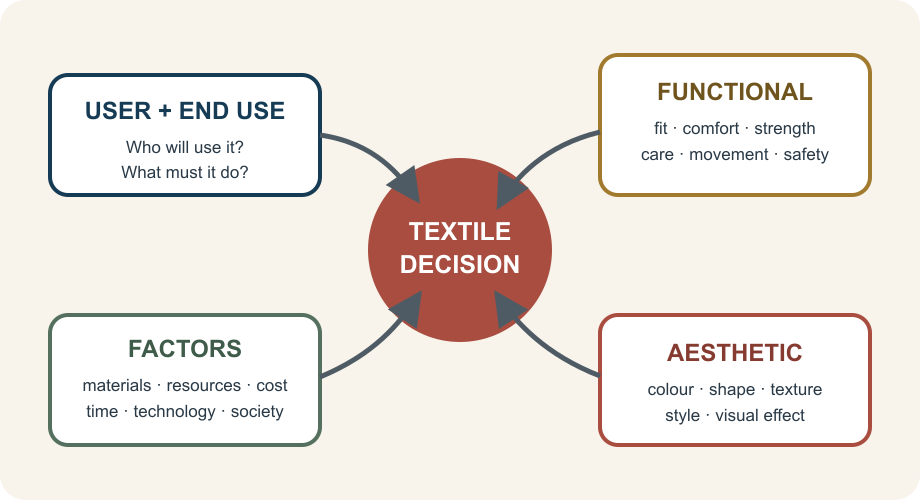 USER + END USE
Who will use it?
What must it do?
FUNCTIONAL
fit · comfort · strength
care · movement · safety
TEXTILE
DECISION
FACTORS
materials · resources · cost
time · technology · society
AESTHETIC
colour · shape · texture
style · visual effect